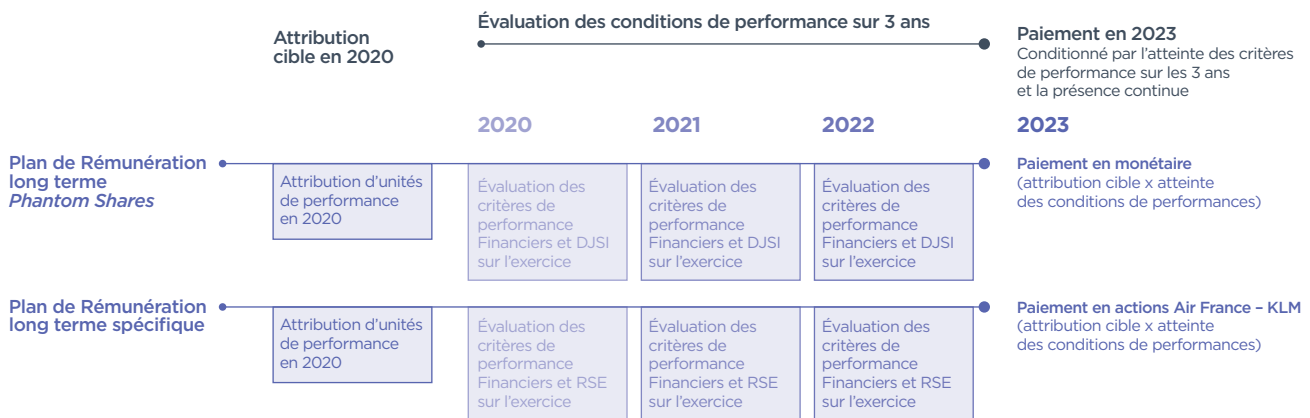 Attribution
cible en 2020
Évaluation des conditions de performance sur 3 ans
Paiement en 2023
Conditionné par l'atteinte des critères
de performance sur les 3 ans
et la présence continue
2020
2021
2022
2023
Plan de Rémunération
long terme
Phantom Shares
Attribution d'unités
de performance
en 2020
Évaluation des
critères de
performance
Financiers et DJSI
sur l'exercice
Évaluation des
critères de
performance
Financiers et DJSI
sur l'exercice
Évaluation des
critères de
performance
Financiers et DJSI
sur l'exercice
Paiement en monétaire
(attribution cible x atteinte
des conditions de performances)
Plan de Rémunération
long terme spécifique
Attribution d'unités
de performance
en 2020
Évaluation des
critères de
performance
Financiers et RSE
sur l'exercice
Évaluation des
critères de
performance
Financiers et RSE
sur l'exercice
Évaluation des
critères de
performance
Financiers et RSE
sur l'exercice
Paiement en actions Air France – KLM
(attribution cible x atteinte
des conditions de performances)